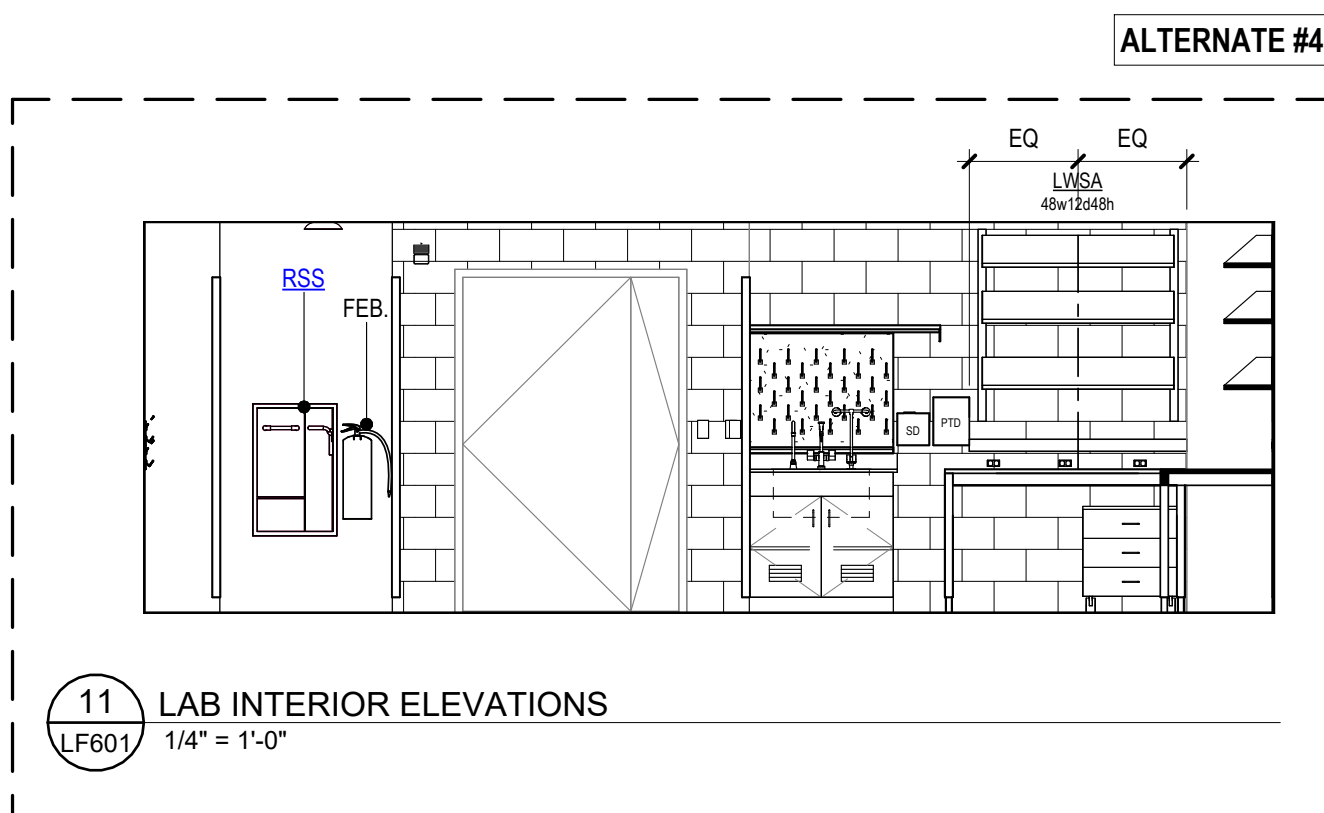 ALTERNATE #4
EQ EQ
LWSA
48w12d48h
RSS
FEB.
SD
PTD
11
LF601
LAB INTERIOR ELEVATIONS
1/4" = 1'-0"